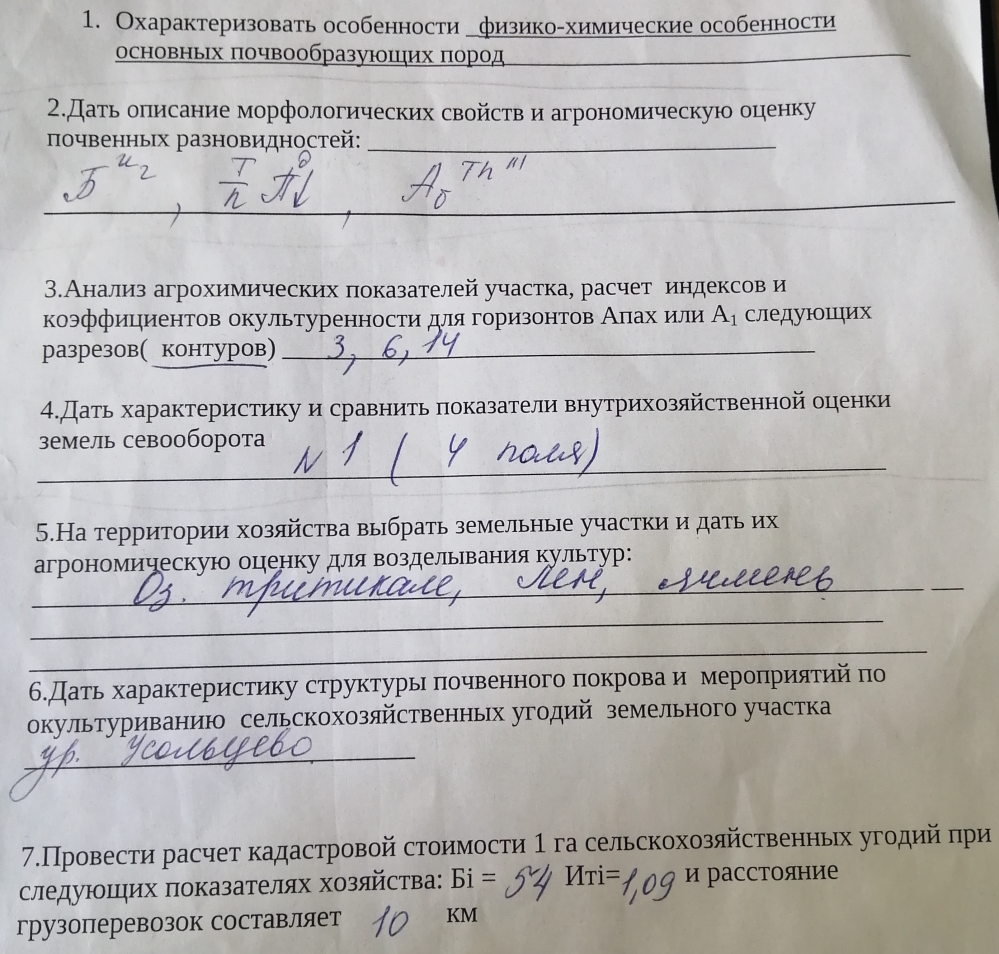 1. Охарактеризовать особенности физико-химические особенности
основных почвообразующих пород
2.Дать описание морфологических свойств и агрономическую оценку
почвенных разновидностей:
3.Анализ агрохимических показателей участка, расчет индексов и
коэффициентов окультуренности для горизонтов Апах или А₁ следующих
разрезов( контуров) 3, 6, 14
4.Дать характеристику и сравнить показатели внутрихозяйственной оценки
земель севооборота N 1 ( 4 поля)
5.На территории хозяйства выбрать земельные участки и дать их
агрономическую оценку для возделывания культур:
Оз. тритикале, лен, ячмень
6.Дать характеристику структуры почвенного покрова и мероприятий по
окультуриванию сельскохозяйственных угодий земельного участка
ур. Усольцево
7.Провести расчет кадастровой стоимости 1 га сельскохозяйственных угодий при
следующих показателях хозяйства: Бi = 54 Итi=1,09 и расстояние
грузоперевозок составляет 10 км